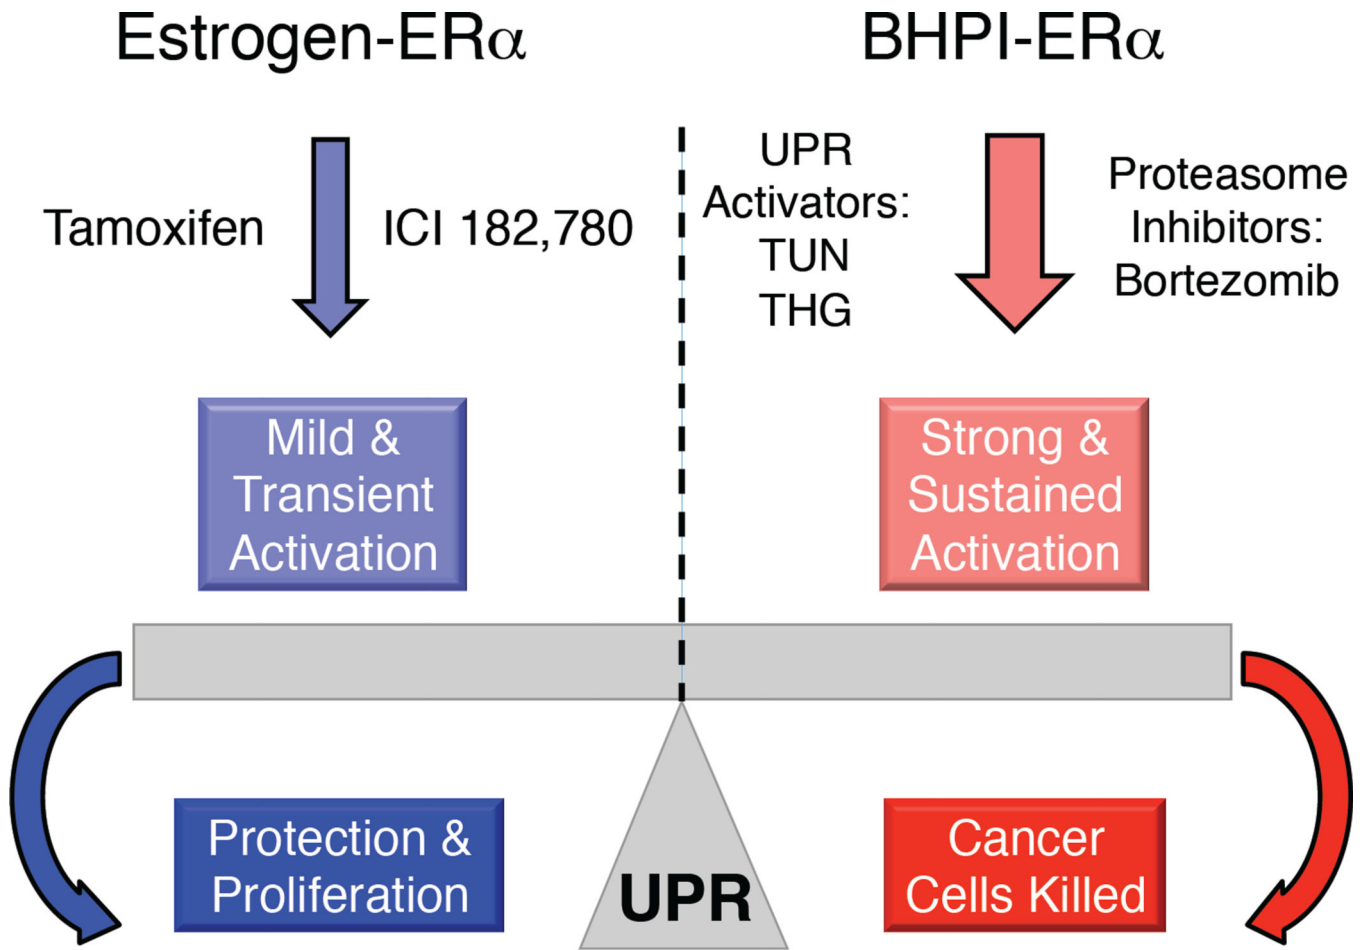 Estrogen-ERα
BHPI-ERα
Tamoxifen
ICI 182,780
UPR
Activators:
TUN
THG
Proteasome
Inhibitors:
Bortezomib
Mild &
Transient
Activation
Strong &
Sustained
Activation
Protection &
Proliferation
UPR
Cancer
Cells Killed